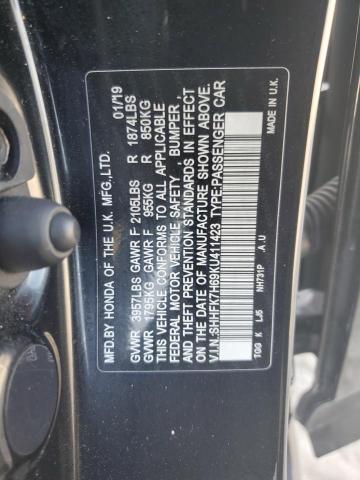 MFD.BY HONDA OF THE U.K. MFG.,LTD. 01/19
GVWR 3957LBS GAWR F 2105LBS R 1874LBS
GVWR 1795KG GAWR F 955KG R 850KG
THIS VEHICLE CONFORMS TO ALL APPLICABLE
FEDERAL MOTOR VEHICLE SAFETY , BUMPER ,
& THEFT PREVENTION STANDARDS IN EFFECT
ON THE DATE OF MANUFACTURE SHOWN ABOVE.
V.I.N.:SHHFK7H69KU411423 TYPE:PASSENGER CAR
TGG K LJ5 NH731P A.U MADE IN U.K.